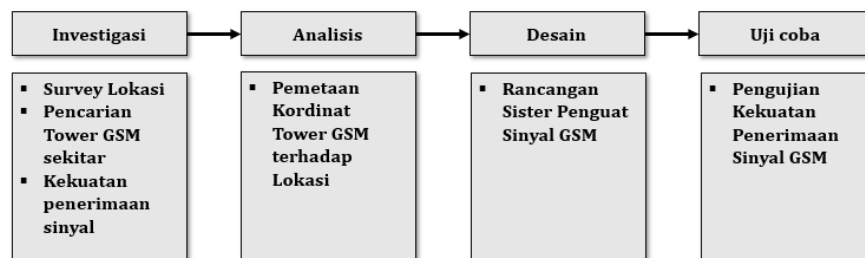 Investigasi
Analisis
Desain
Uji coba
▪ Survey Lokasi
▪ Pencarian
Tower GSM
sekitar
▪ Kekuatan
penerimaan
sinyal
▪ Pemetaan
Kordinat
Tower GSM
terhadap
Lokasi
▪ Rancangan
Sister Penguat
Sinyal GSM
▪ Pengujian
Kekuatan
Penerimaan
Sinyal GSM